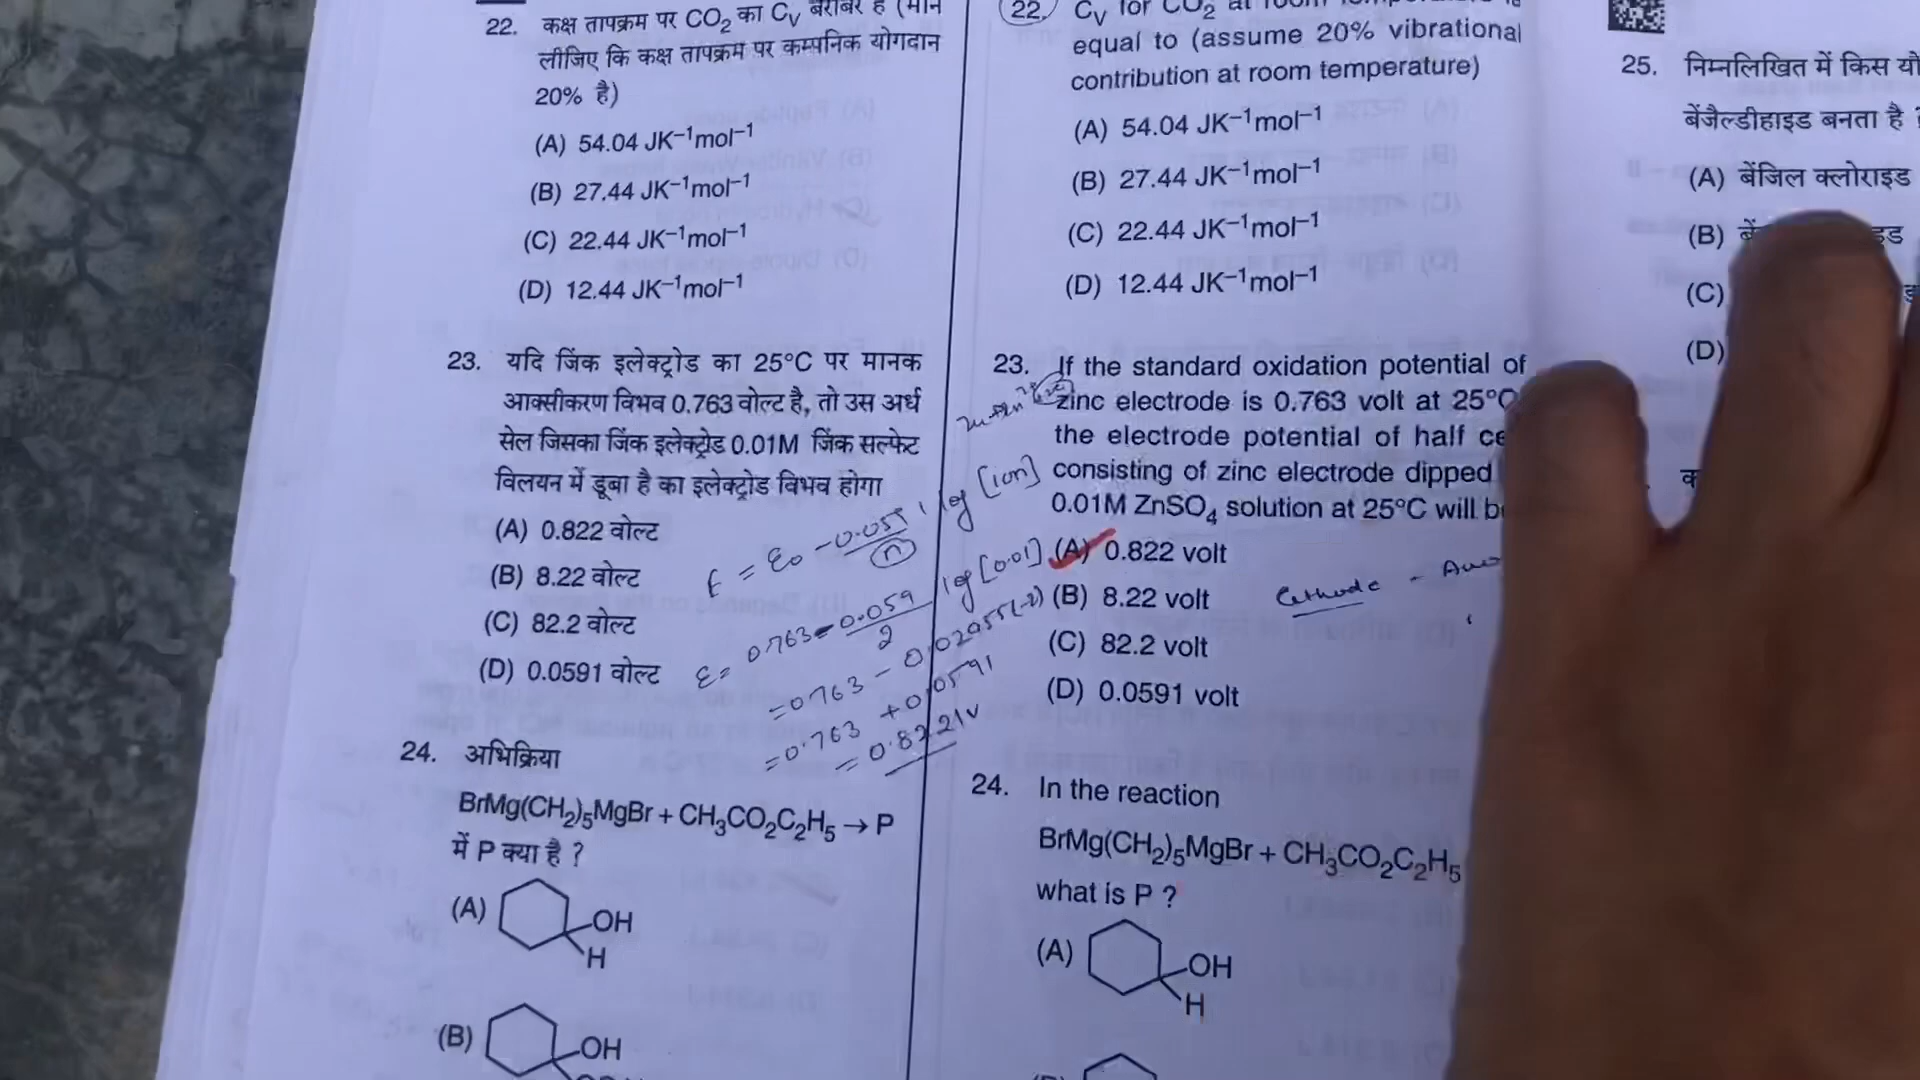 22. कक्ष तापक्रम पर CO2 का CV बराबर है (मान
लीजिए कि कक्ष तापक्रम पर कम्पनिक योगदान
20% है)
(A) 54.04 JK–1mol–1
(B) 27.44 JK–1mol–1
(C) 22.44 JK–1mol–1
(D) 12.44 JK–1mol–1
23. यदि जिंक इलेक्ट्रोड का 25°C पर मानक
आक्सीकरण विभव 0.763 वोल्ट है, तो उस अर्ध
सेल जिसका जिंक इलेक्ट्रोड 0.01M जिंक सल्फेट
विलयन में डूबा है का इलेक्ट्रोड विभव होगा
(A) 0.822 वोल्ट
(B) 8.22 वोल्ट
(C) 82.2 वोल्ट
(D) 0.0591 वोल्ट
E = E0 - 0.059 / n log [ion]
E = 0.763 - 0.059 / 2 log [0.01]
= 0.763 - 0.02955 (-2)
= 0.763 + 0.0591
= 0.8221 v
24. अभिक्रिया
BrMg(CH2)5MgBr + CH3CO2C2H5 → P
में P क्या है ?
(A) OH
H
(B) OH
22. CV for CO2 at room
equal to (assume 20% vibrational
contribution at room temperature)
(A) 54.04 JK–1mol–1
(B) 27.44 JK–1mol–1
(C) 22.44 JK–1mol–1
(D) 12.44 JK–1mol–1
23. If the standard oxidation potential of
zinc electrode is 0.763 volt at 25°C
the electrode potential of half ce
consisting of zinc electrode dipped
0.01M ZnSO4 solution at 25°C will b
(A) 0.822 volt
(B) 8.22 volt
Cathode -
(C) 82.2 volt
(D) 0.0591 volt
24. In the reaction
BrMg(CH2)5MgBr + CH3CO2C2H5
what is P ?
(A) OH
H
25. निम्नलिखित में किस यौ
बेंजैल्डीहाइड बनता है ?
(A) बेंजिल क्लोराइड
(B)
(C)
(D)